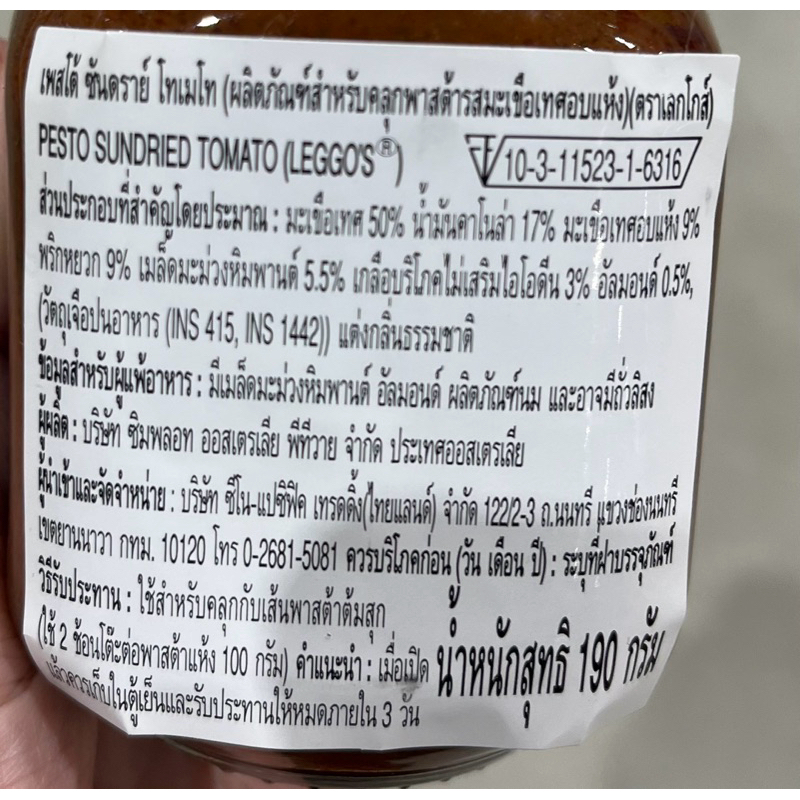 เพสโต้ ซันดราย โทเมโท (ผลิตภัณฑ์สำหรับคลุกพาสต้ารสมะเขือเทศอบแห้ง)(ตราเลกโกส์)
PESTO SUNDRIED TOMATO (LEGGO'S®) 10-3-11523-1-6316
ส่วนประกอบที่สำคัญโดยประมาณ : มะเขือเทศ 50% น้ำมันคาโนล่า 17% มะเขือเทศอบแห้ง 9%
พริกหยวก 9% เมล็ดมะม่วงหิมพานต์ 5.5% เกลือบริโภคไม่เสริมไอโอดีน 3% อัลมอนด์ 0.5%,
(วัตถุเจือปนอาหาร (INS 415, INS 1442)) แต่งกลิ่นธรรมชาติ
ข้อมูลสำหรับผู้แพ้อาหาร : มีเมล็ดมะม่วงหิมพานต์ อัลมอนด์ ผลิตภัณฑ์นม และอาจมีถั่วลิสง
ผู้ผลิต : บริษัท ซิมพลอท ออสเตรเลีย พีทีวาย จำกัด ประเทศออสเตรเลีย
ผู้นำเข้าและจัดจำหน่าย : บริษัท ซีโน-แปซิฟิค เทรดดิ้ง(ไทยแลนด์) จำกัด 122/2-3 ถ.นนทรี แขวงช่องนนทรี
เขตยานนาวา กทม. 10120 โทร 0-2681-5081 ควรบริโภคก่อน (วัน เดือน ปี) : ระบุที่ฝาบรรจุภัณฑ์
วิธีรับประทาน : ใช้สำหรับคลุกกับเส้นพาสต้าต้มสุก
(ใช้ 2 ช้อนโต๊ะต่อพาสต้าแห้ง 100 กรัม) คำแนะนำ : เมื่อเปิด น้ำหนักสุทธิ 190 กรัม
แล้วควรเก็บในตู้เย็นและรับประทานให้หมดภายใน 3 วัน